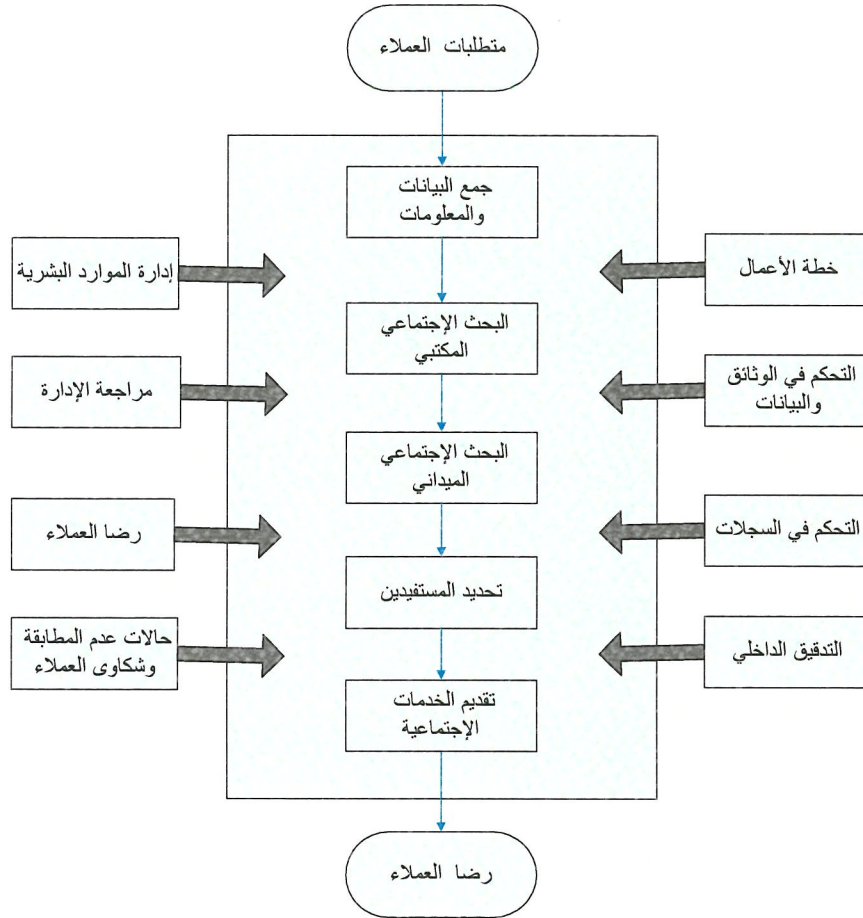 متطلبات العملاء
جمع البيانات
والمعلومات
إدارة الموارد البشرية
خطة الأعمال
البحث الإجتماعي
المكتبي
مراجعة الإدارة
التحكم في الوثائق
والبيانات
البحث الإجتماعي
الميداني
رضا العملاء
التحكم في السجلات
تحديد المستفيدين
حالات عدم المطابقة
وشكاوى العملاء
التدقيق الداخلي
تقديم الخدمات
الإجتماعية
رضا العملاء